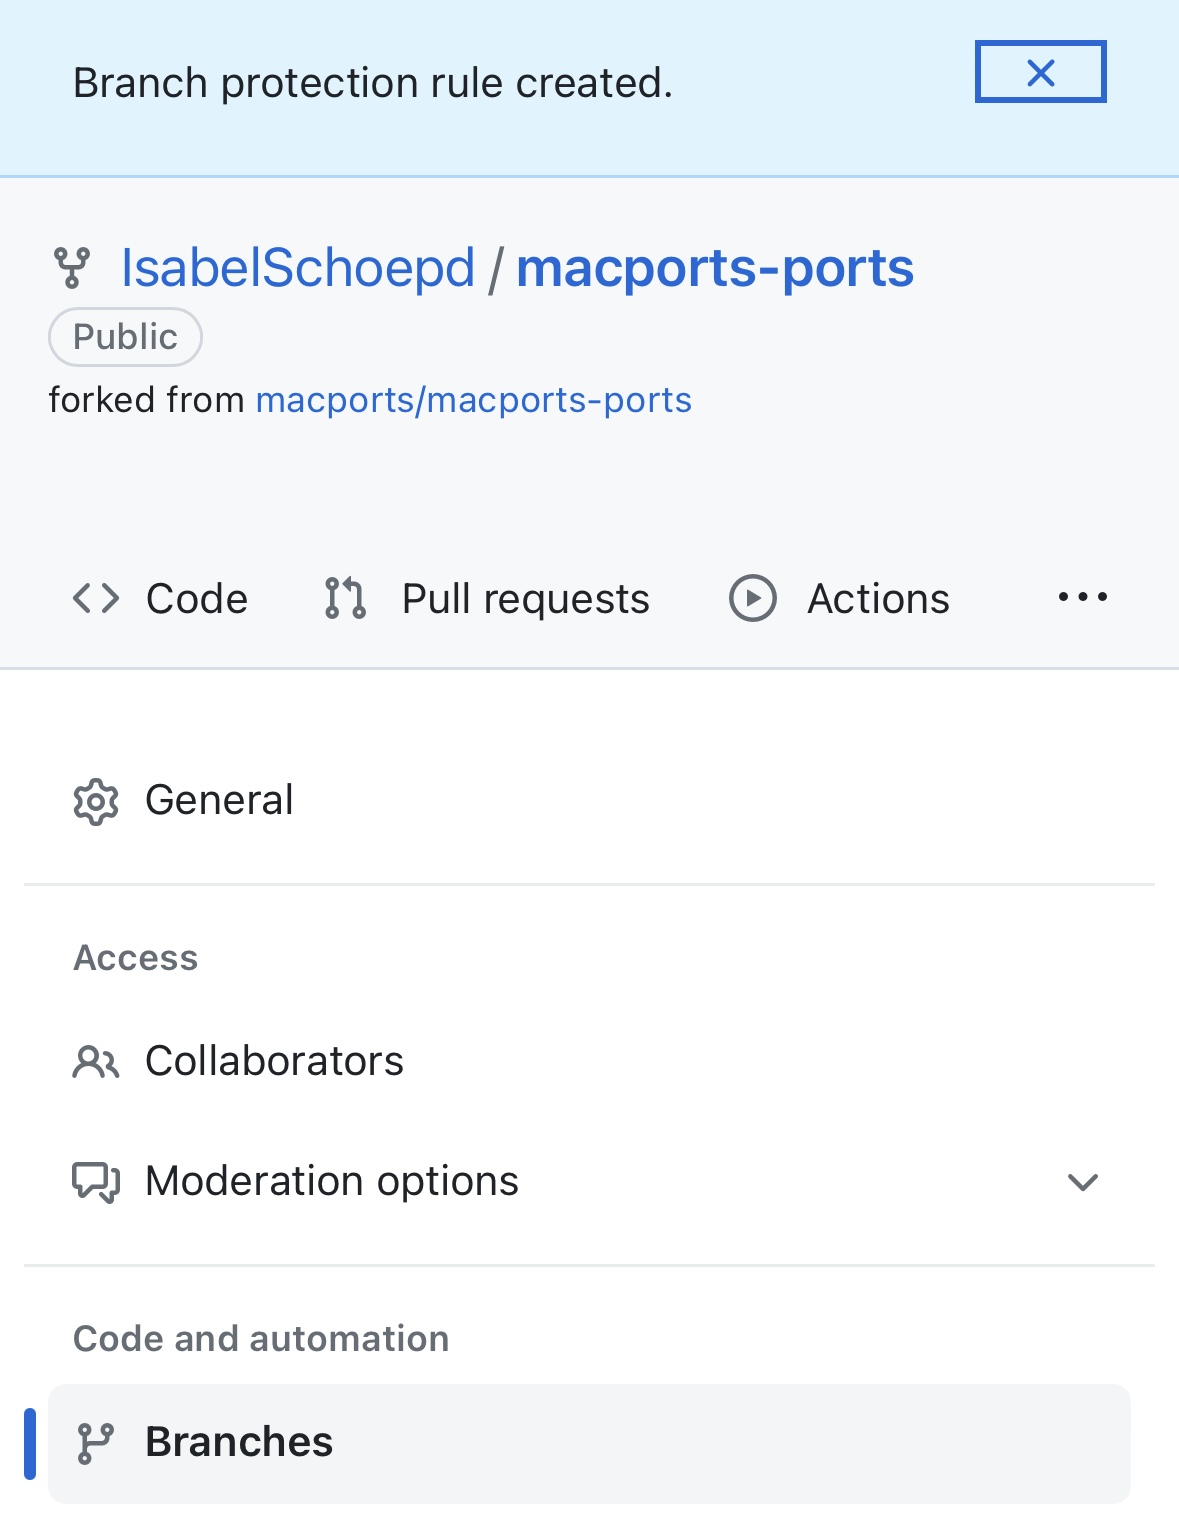 Branch protection rule created.
IsabelSchoepd / macports-ports
Public
forked from macports/macports-ports
Code Pull requests Actions
General
Access
Collaborators
Moderation options
Code and automation
Branches